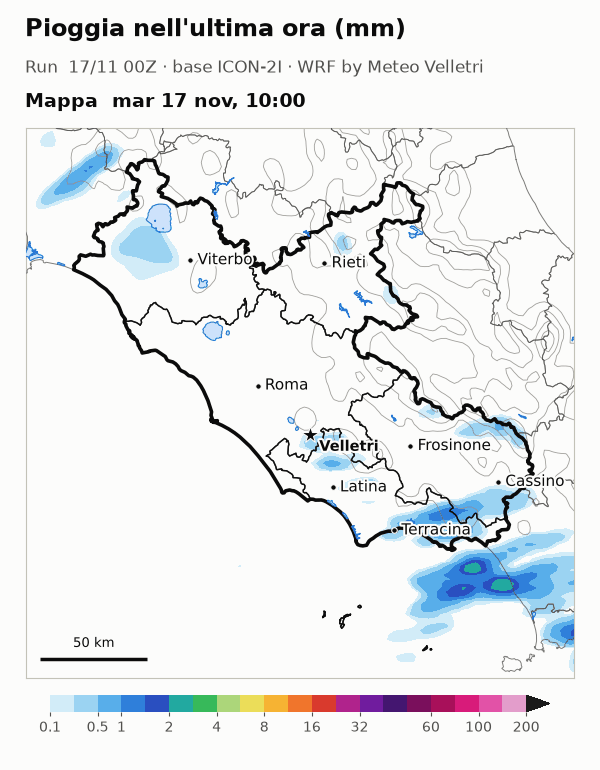 Pioggia nell'ultima ora (mm)
Run 17/11 00Z · base ICON-2I · WRF by Meteo Velletri
Mappa mar 17 nov, 10:00
Viterbo
Rieti
Roma
Velletri
Frosinone
Latina
Cassino
Terracina
50 km
0.1 0.5 1 2 4 8 16 32 60 100 200